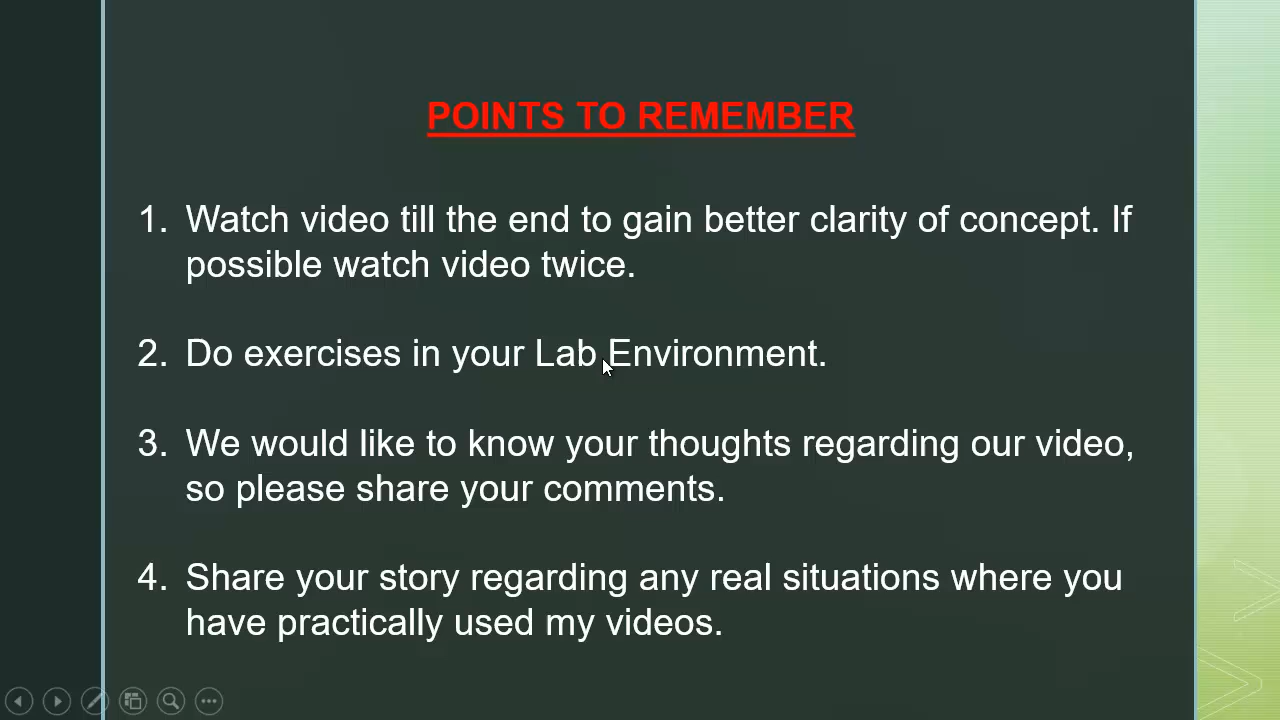 POINTS TO REMEMBER
1. Watch video till the end to gain better clarity of concept. If
possible watch video twice.
2. Do exercises in your Lab Environment.
3. We would like to know your thoughts regarding our video,
so please share your comments.
4. Share your story regarding any real situations where you
have practically used my videos.